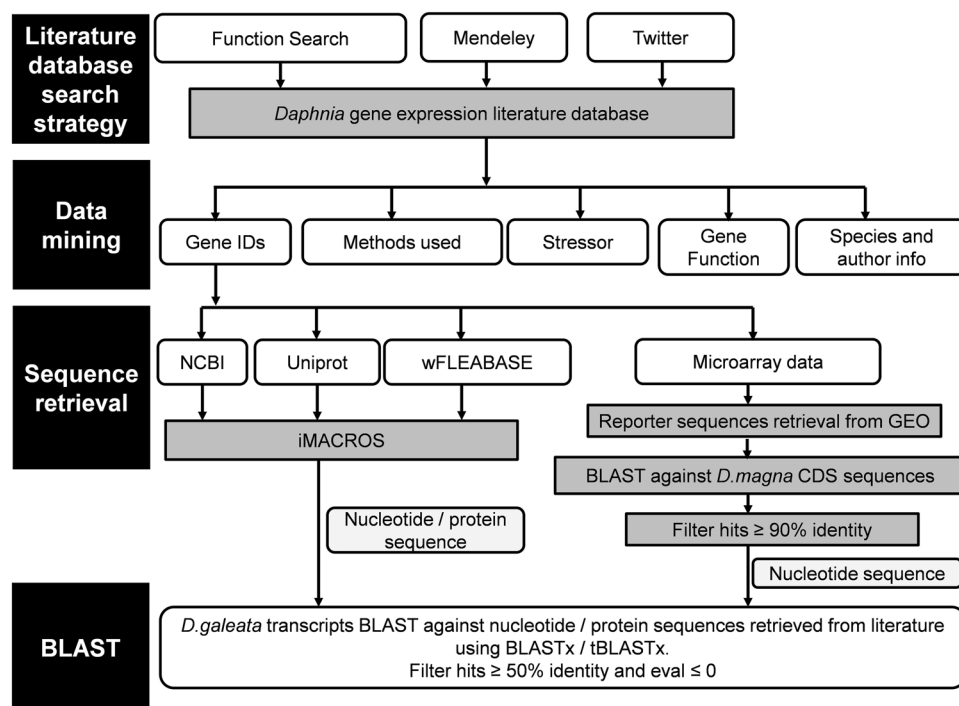 Literature
database
search
strategy
Function Search
Mendeley
Twitter
Daphnia gene expression literature database
Data
mining
Gene IDs
Methods used
Stressor
Gene
Function
Species and
author info
Sequence
retrieval
NCBI
Uniprot
wFLEABASE
Microarray data
iMACROS
Reporter sequences retrieval from GEO
BLAST against D.magna CDS sequences
Filter hits ≥ 90% identity
Nucleotide / protein
sequence
Nucleotide sequence
BLAST
D.galeata transcripts BLAST against nucleotide / protein sequences retrieved from literature
using BLASTx / tBLASTx.
Filter hits ≥ 50% identity and eval ≤ 0